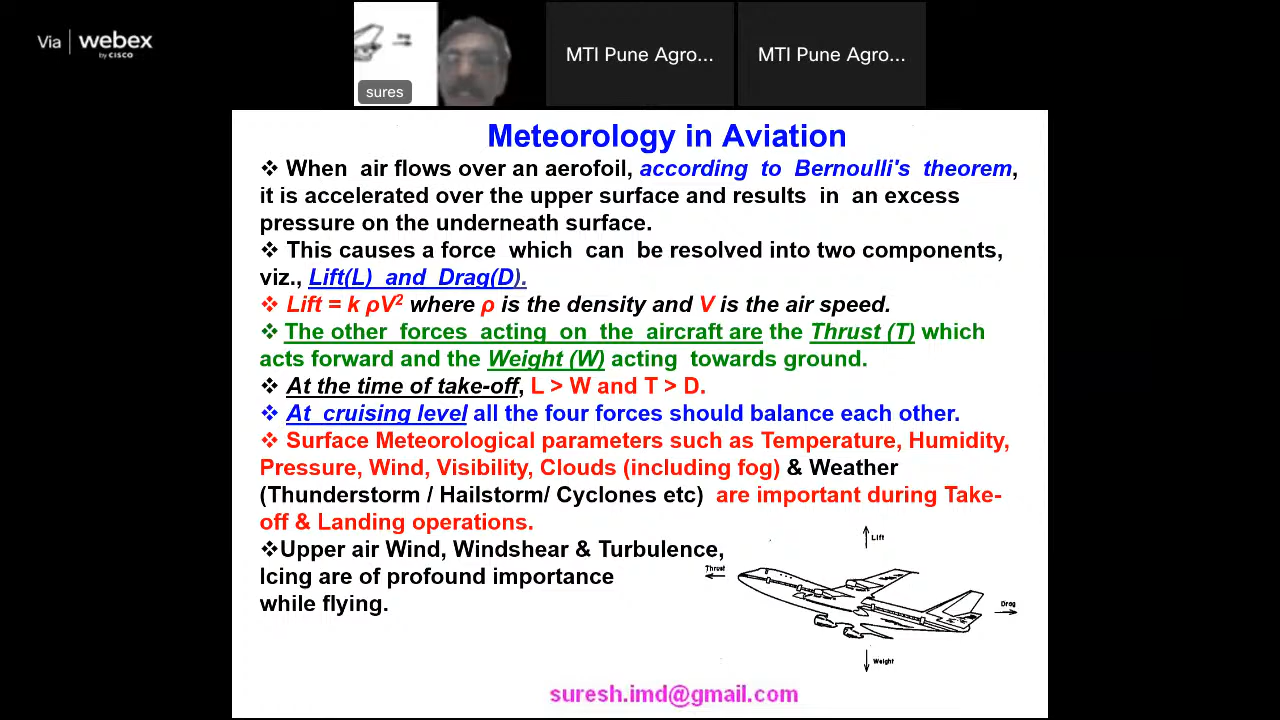 Via webex
by CISCO
sures
MTI Pune Agro...
MTI Pune Agro...
Meteorology in Aviation
❖ When air flows over an aerofoil, according to Bernoulli's theorem,
it is accelerated over the upper surface and results in an excess
pressure on the underneath surface.
❖ This causes a force which can be resolved into two components,
viz., Lift(L) and Drag(D).
❖ Lift = k ρV² where ρ is the density and V is the air speed.
❖ The other forces acting on the aircraft are the Thrust (T) which
acts forward and the Weight (W) acting towards ground.
❖ At the time of take-off, L > W and T > D.
❖ At cruising level all the four forces should balance each other.
❖ Surface Meteorological parameters such as Temperature, Humidity,
Pressure, Wind, Visibility, Clouds (including fog) & Weather
(Thunderstorm / Hailstorm/ Cyclones etc) are important during Take-
off & Landing operations.
❖Upper air Wind, Windshear & Turbulence,
Icing are of profound importance
while flying.
Lift
Thrust
Drag
Weight
suresh.imd@gmail.com